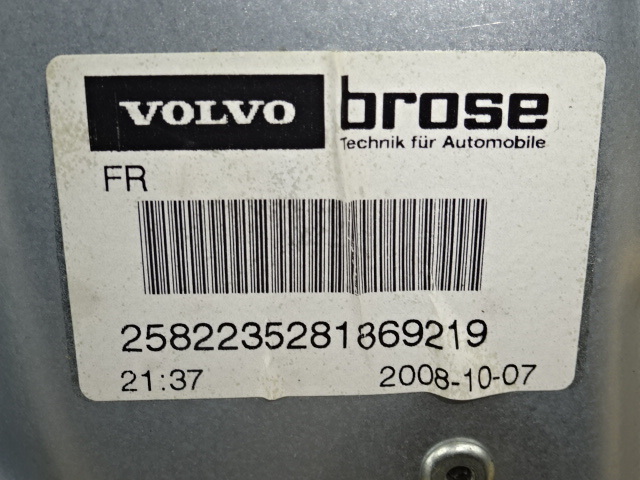 VOLVO brose
Technik für Automobile
FR
2582235281869219
21:37 2008-10-07